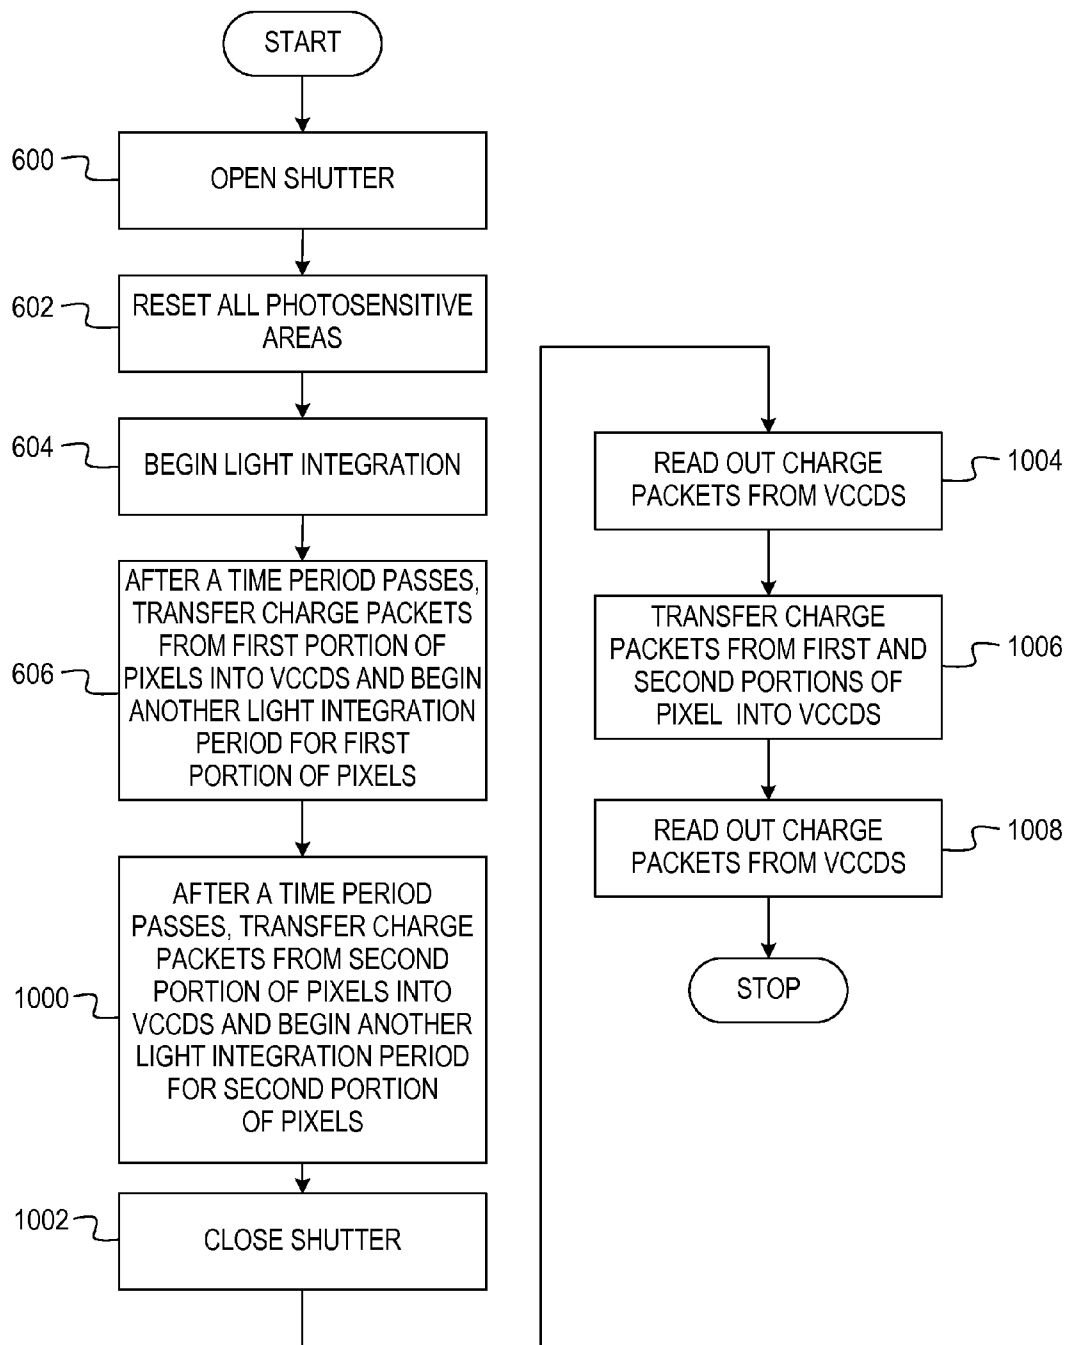 START
600
OPEN SHUTTER
602
RESET ALL PHOTOSENSITIVE
AREAS
604
BEGIN LIGHT INTEGRATION
606
AFTER A TIME PERIOD PASSES,
TRANSFER CHARGE PACKETS
FROM FIRST PORTION OF
PIXELS INTO VCCDS AND BEGIN
ANOTHER LIGHT INTEGRATION
PERIOD FOR FIRST
PORTION OF PIXELS
1000
AFTER A TIME PERIOD
PASSES, TRANSFER CHARGE
PACKETS FROM SECOND
PORTION OF PIXELS INTO
VCCDS AND BEGIN ANOTHER
LIGHT INTEGRATION PERIOD
FOR SECOND PORTION
OF PIXELS
1002
CLOSE SHUTTER
READ OUT CHARGE
PACKETS FROM VCCDS
1004
TRANSFER CHARGE
PACKETS FROM FIRST AND
SECOND PORTIONS OF
PIXEL INTO VCCDS
1006
READ OUT CHARGE
PACKETS FROM VCCDS
1008
STOP